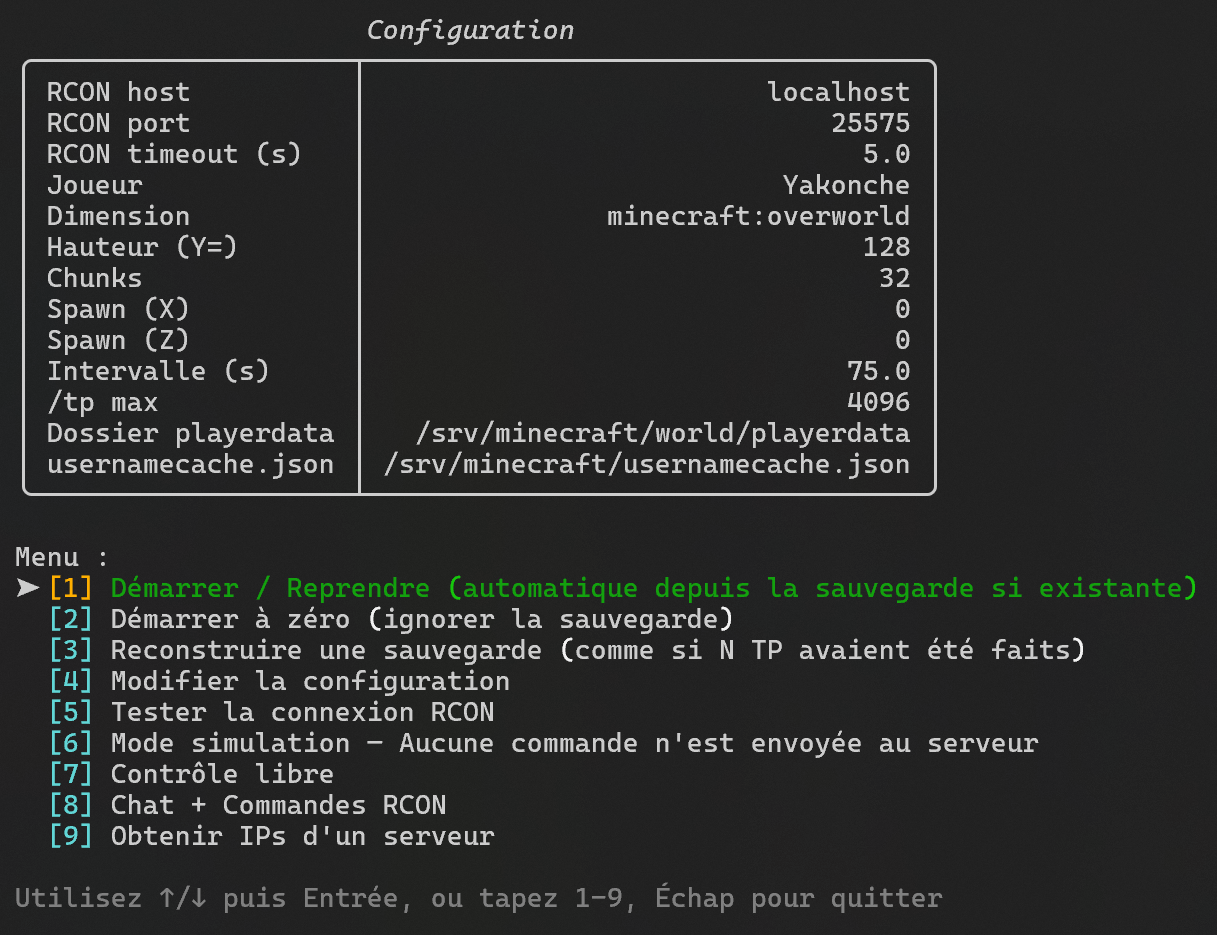 Configuration
RCON host localhost
RCON port 25575
RCON timeout (s) 5.0
Joueur Yakonche
Dimension minecraft:overworld
Hauteur (Y=) 128
Chunks 32
Spawn (X) 0
Spawn (Z) 0
Intervalle (s) 75.0
/tp max 4096
Dossier playerdata /srv/minecraft/world/playerdata
usernamecache.json /srv/minecraft/usernamecache.json
Menu :
➤ [1] Démarrer / Reprendre (automatique depuis la sauvegarde si existante)
[2] Démarrer à zéro (ignorer la sauvegarde)
[3] Reconstruire une sauvegarde (comme si N TP avaient été faits)
[4] Modifier la configuration
[5] Tester la connexion RCON
[6] Mode simulation — Aucune commande n'est envoyée au serveur
[7] Contrôle libre
[8] Chat + Commandes RCON
[9] Obtenir IPs d'un serveur
Utilisez ↑/↓ puis Entrée, ou tapez 1–9, Échap pour quitter